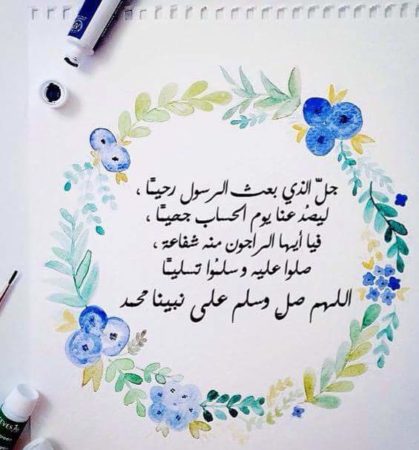 جلّ الذي بعث الرسول رحيمًا ،
ليصُد عنا يوم الحساب جحيمًا ،
فيا أيها الراجون منه شفاعة ،
صلوا عليه وسلمُوا تسليمًا
اللهم صل وسلم على نبينا محمد